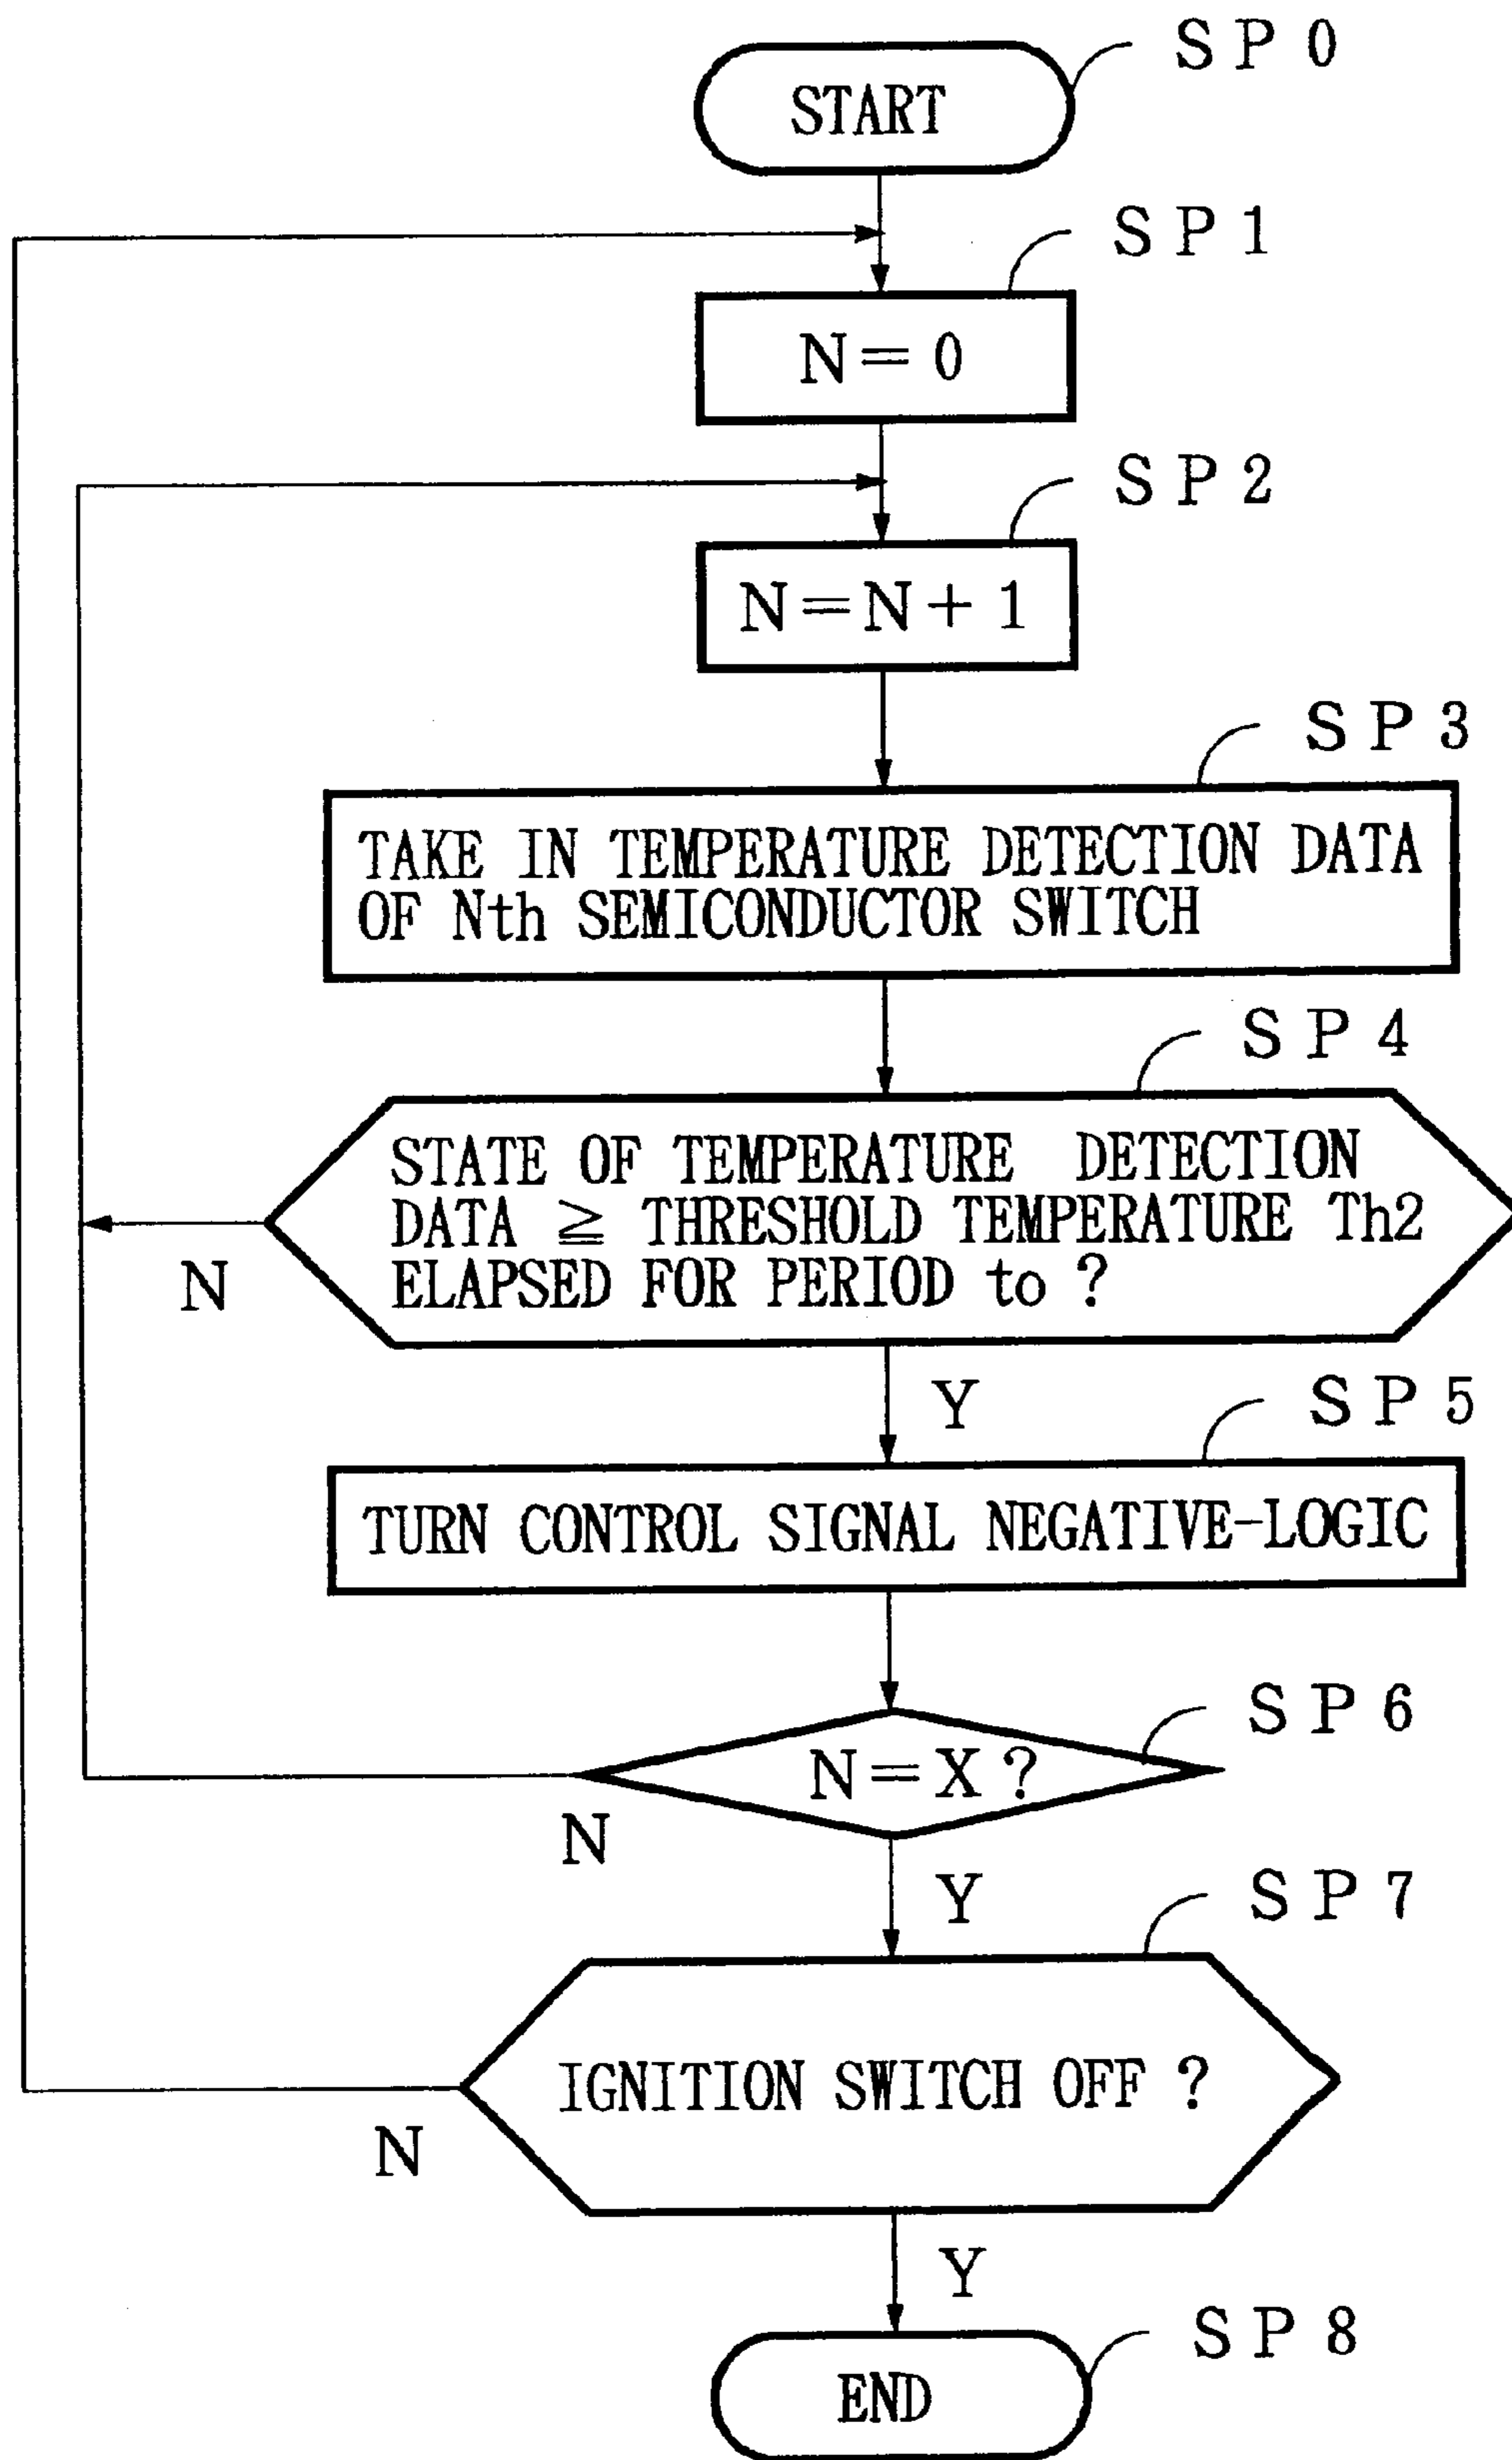 SP0
START
SP1
N=0
SP2
N=N+1
SP3
TAKE IN TEMPERATURE DETECTION DATA
OF Nth SEMICONDUCTOR SWITCH
SP4
STATE OF TEMPERATURE DETECTION
DATA ≧ THRESHOLD TEMPERATURE Th2
ELAPSED FOR PERIOD to ?
N
Y
SP5
TURN CONTROL SIGNAL NEGATIVE-LOGIC
SP6
N=X?
N
Y
SP7
IGNITION SWITCH OFF ?
N
Y
SP8
END